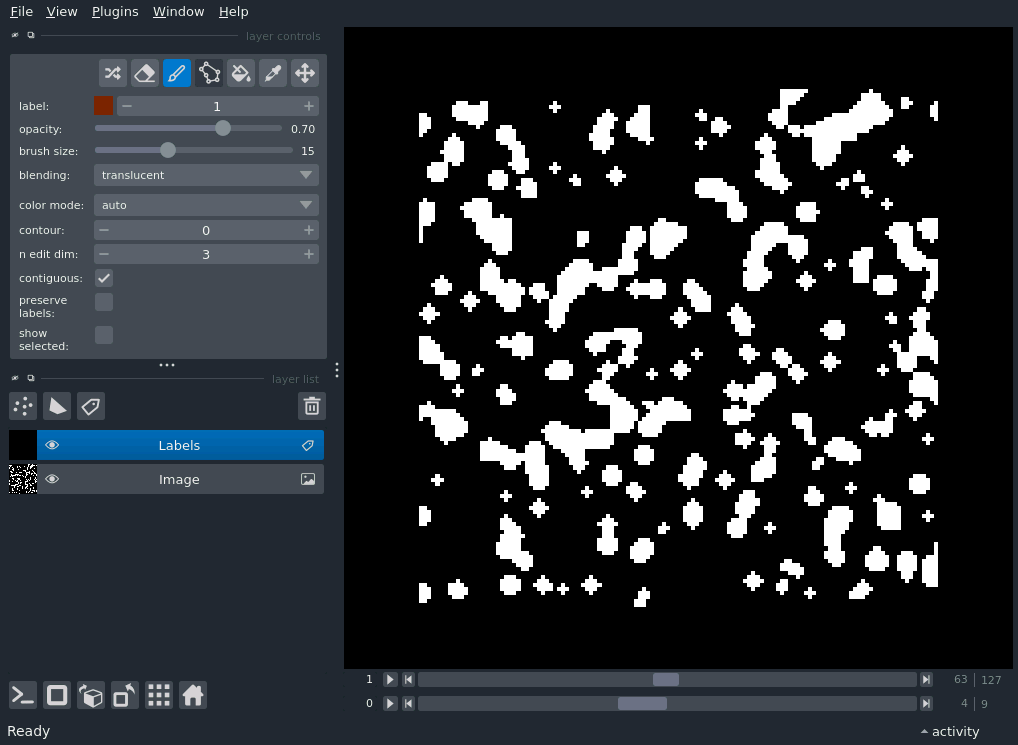 File View Plugins Window Help
layer controls
label: 1
opacity: 0.70
brush size: 15
blending: translucent
color mode: auto
contour: 0
n edit dim: 3
contiguous:
preserve
labels:
show
selected:
layer list
Labels
Image
1 63 127
0 4 9
Ready activity